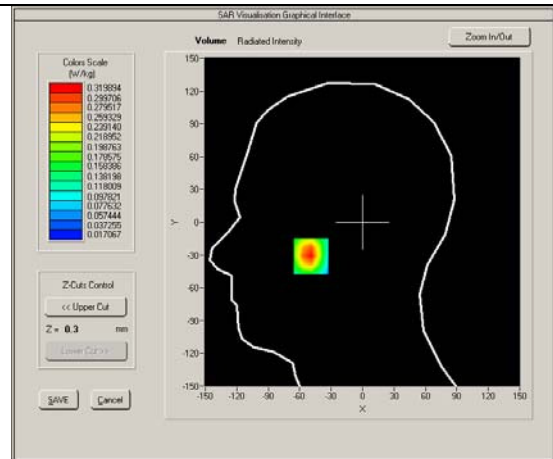 SAR Visualisation Graphical Interface
Volume Radiated Intensity
Zoom In/Out
Colors Scale
(W/kg)
0.319894
0.299706
0.279517
0.259329
0.239140
0.218952
0.198763
0.178575
0.158386
0.138198
0.118009
0.097821
0.077632
0.057444
0.037255
0.017067
Z-Cuts Control
<< Upper Cut
Z = 0.3 mm
Lower Cut >>
SAVE Cancel
150
120
90
60
30
0
-30
-60
-90
-120
-150
Y
-150 -120 -90 -60 -30 0 30 60 90 120 150
X